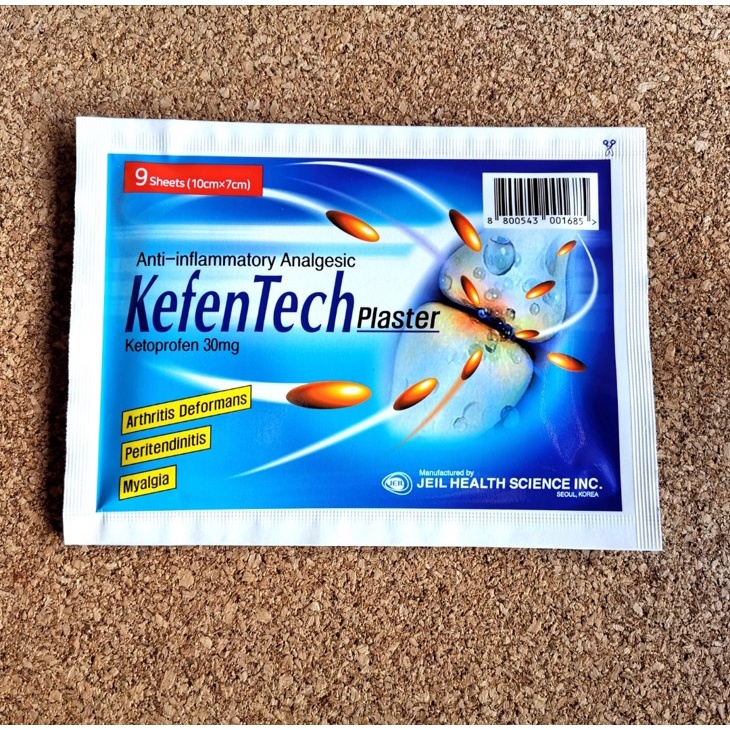 9 Sheets (10cm×7cm)
8 800543 001685 >
Anti-inflammatory Analgesic
KefenTech Plaster
Ketoprofen 30mg
Arthritis Deformans
Peritendinitis
Myalgia
Manufactured by
JEIL JEIL HEALTH SCIENCE INC.
SEOUL, KOREA